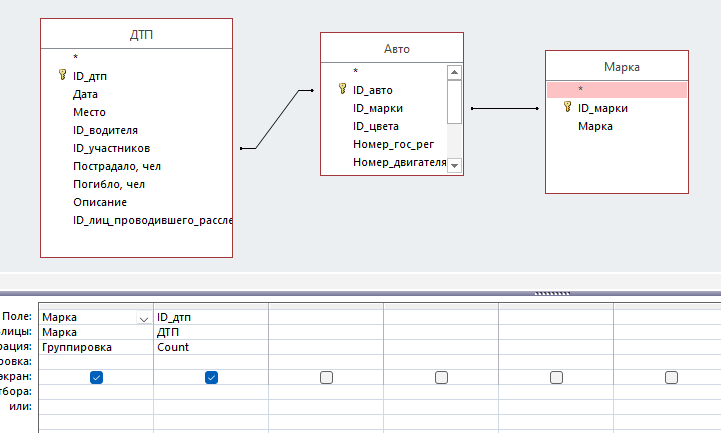 ДТП
*
ID_дтп
Дата
Место
ID_водителя
ID_участников
Пострадало, чел
Погибло, чел
Описание
ID_лиц_проводившего_рассле
Авто
*
ID_авто
ID_марки
ID_цвета
Номер_гос_рег
Номер_двигателя
Марка
*
ID_марки
Марка
Поле: Марка ID_дтп
лицы: Марка ДТП
рация: Группировка Count
ровка:
экран:
тбора:
или: